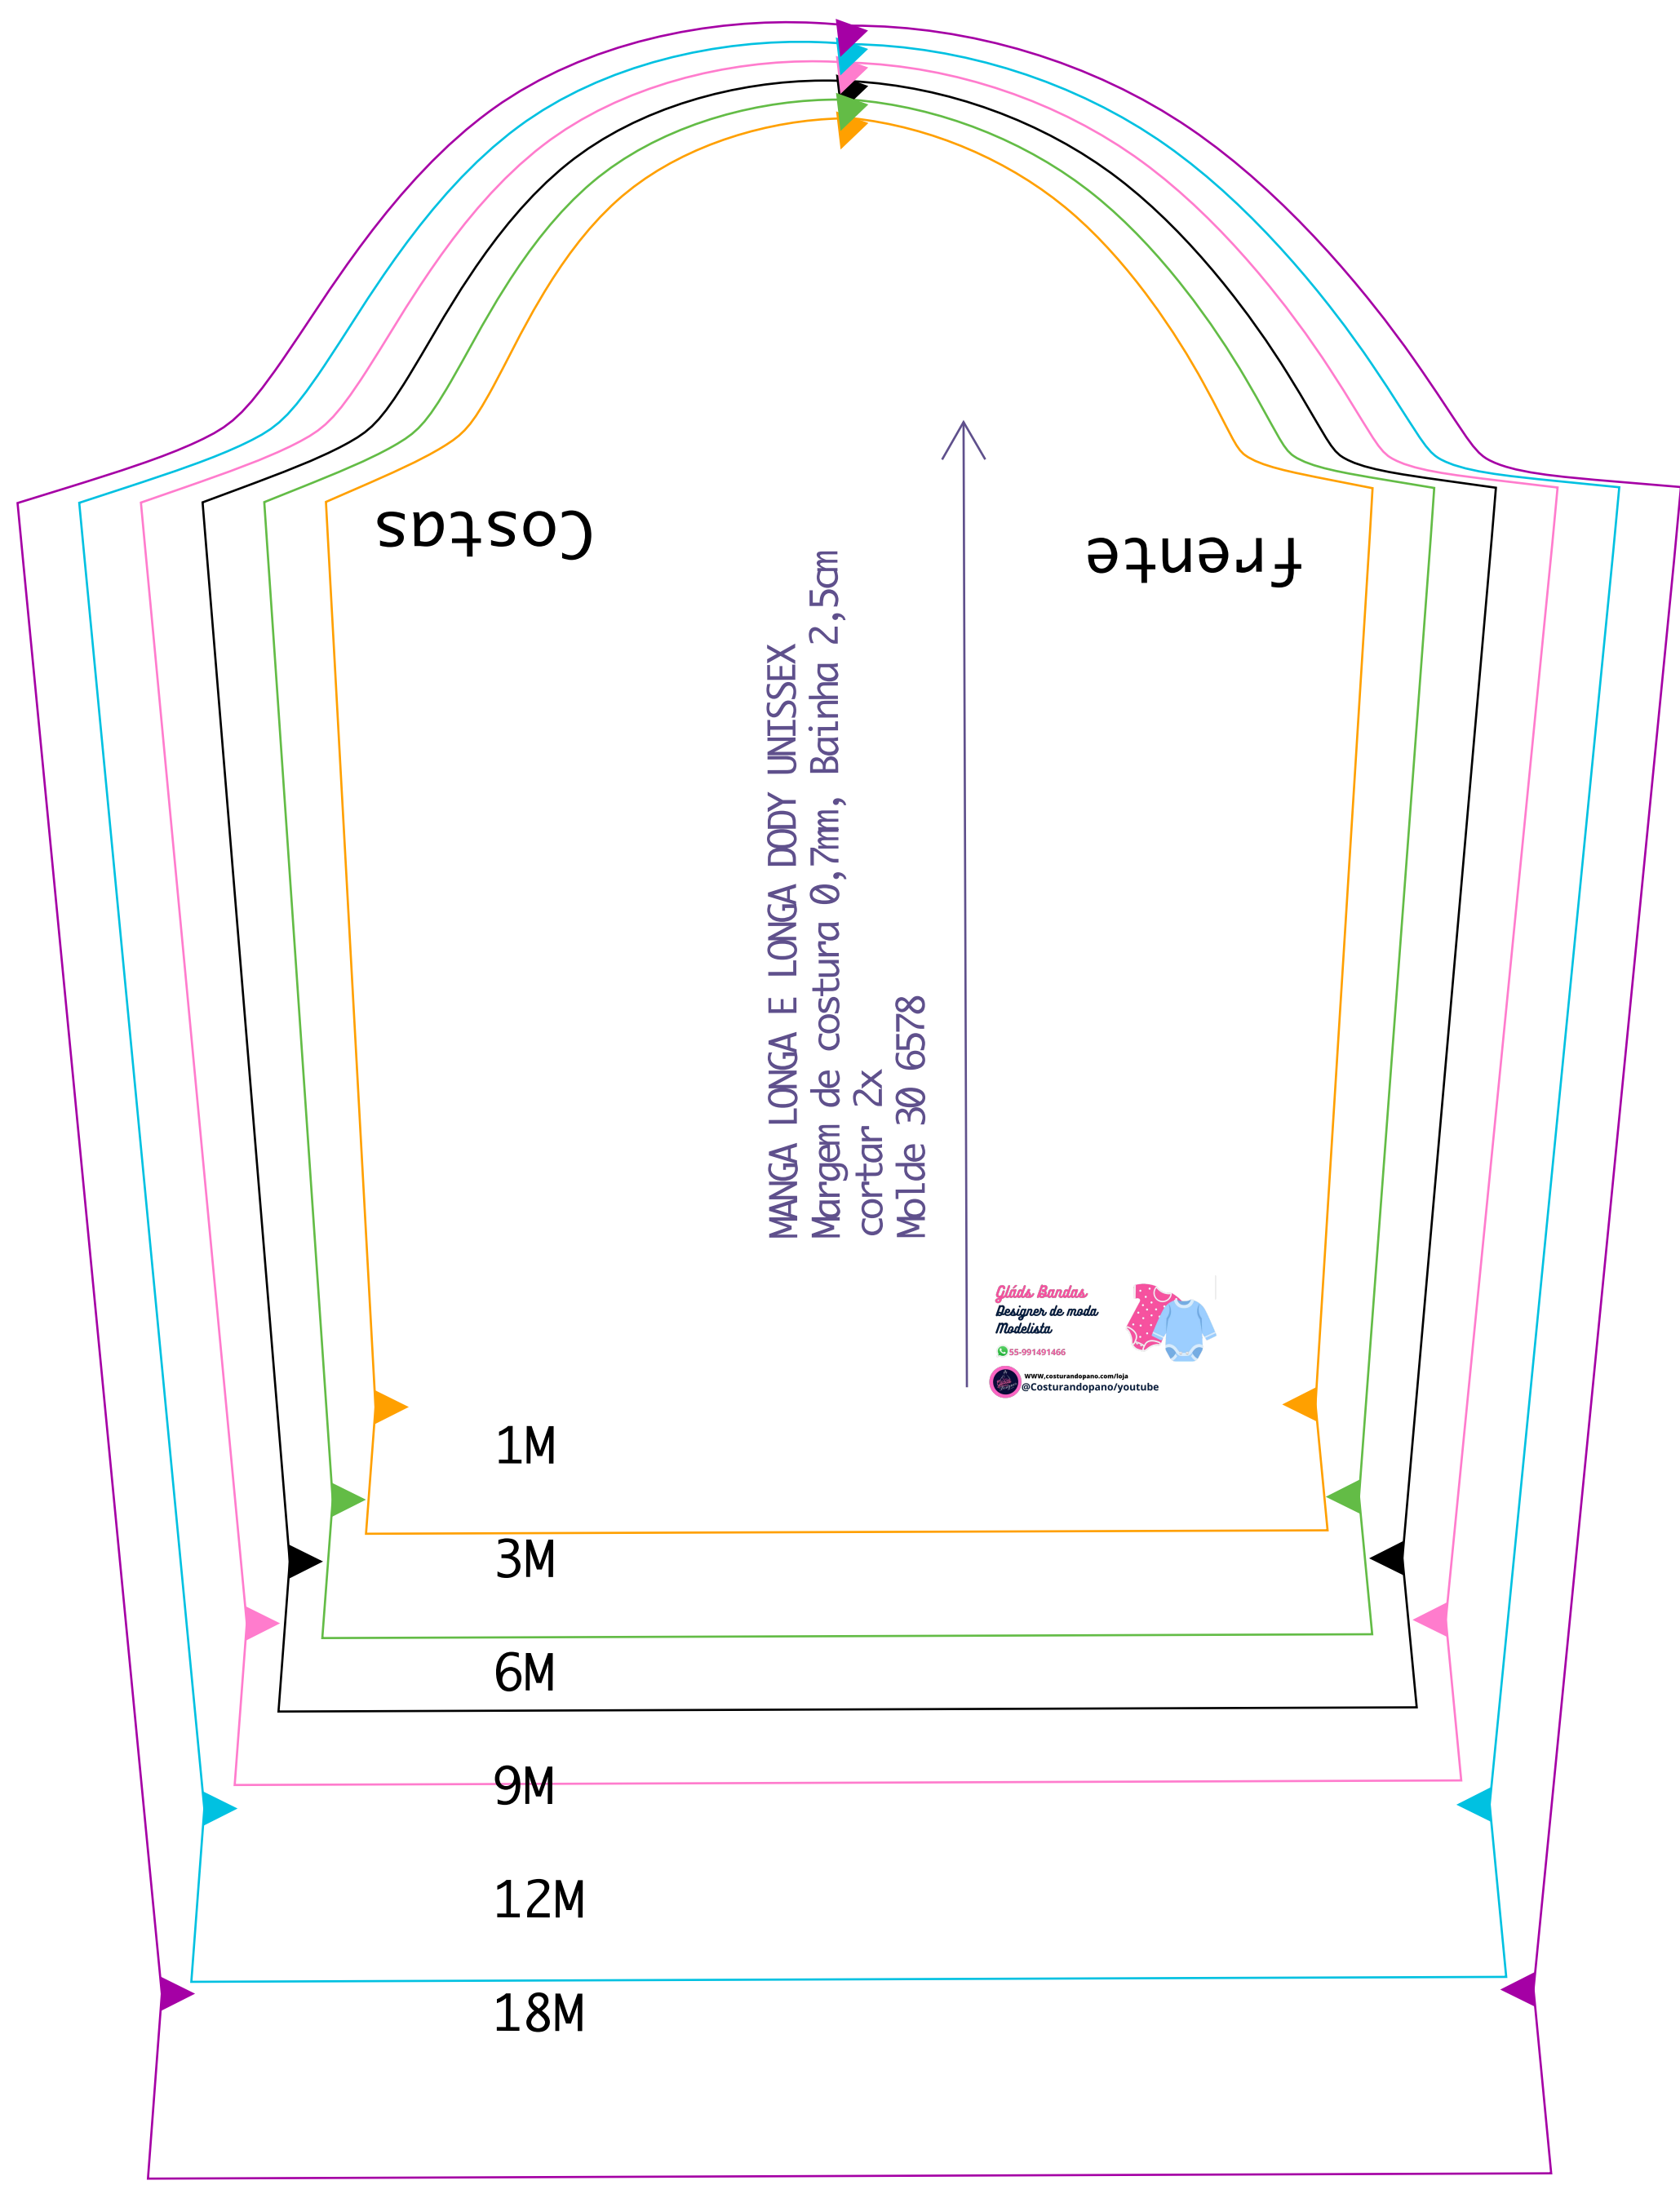 Costas
frente
MANGA LONGA E LONGA DODY UNISSEX
Margem de costura 0,7mm, Bainha 2,5cm
cortar 2x
Molde 30 6578
Gláds Bandas
Designer de moda
Modelista
55-991491466
WWW,costurandopano.com/loja
@Costurandopano/youtube
1M
3M
6M
9M
12M
18M